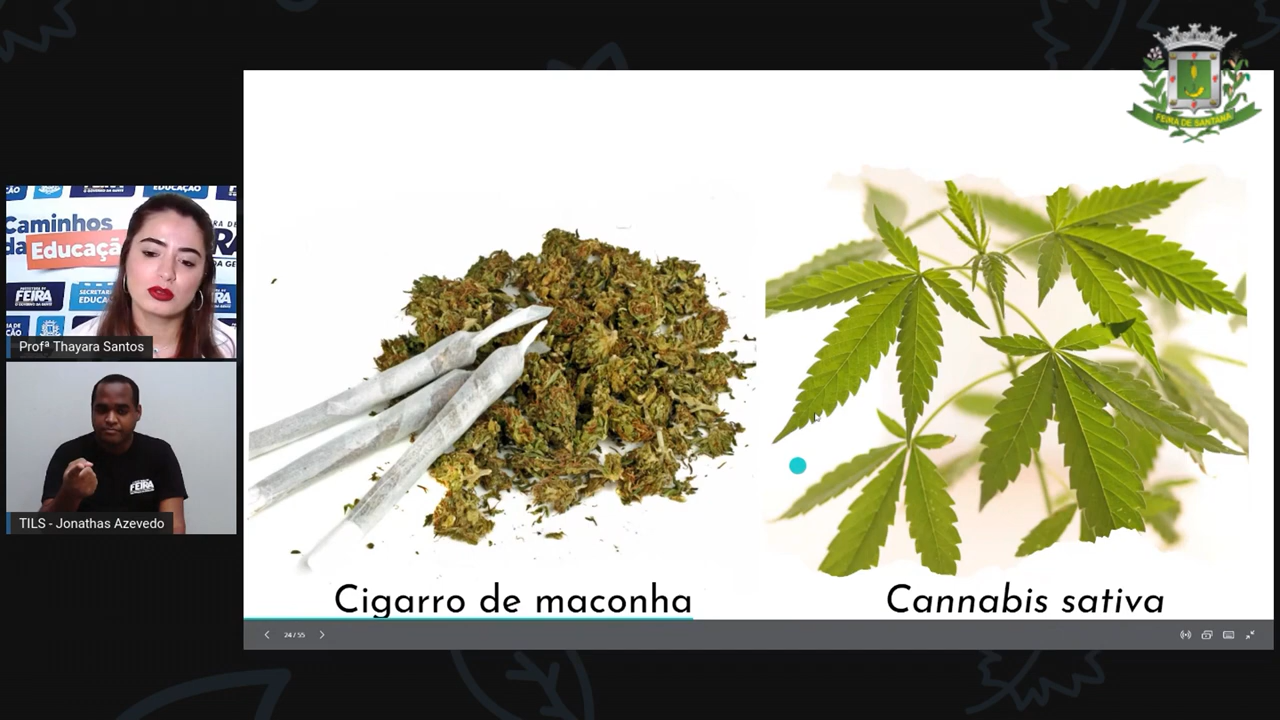 FEIRA DE SANTANA
EDUCAÇÃO
Caminhos
da Educaçã
FEIRA
Profª Thayara Santos
FEIRA
TILS - Jonathas Azevedo
Cigarro de maconha
Cannabis sativa
24 / 55